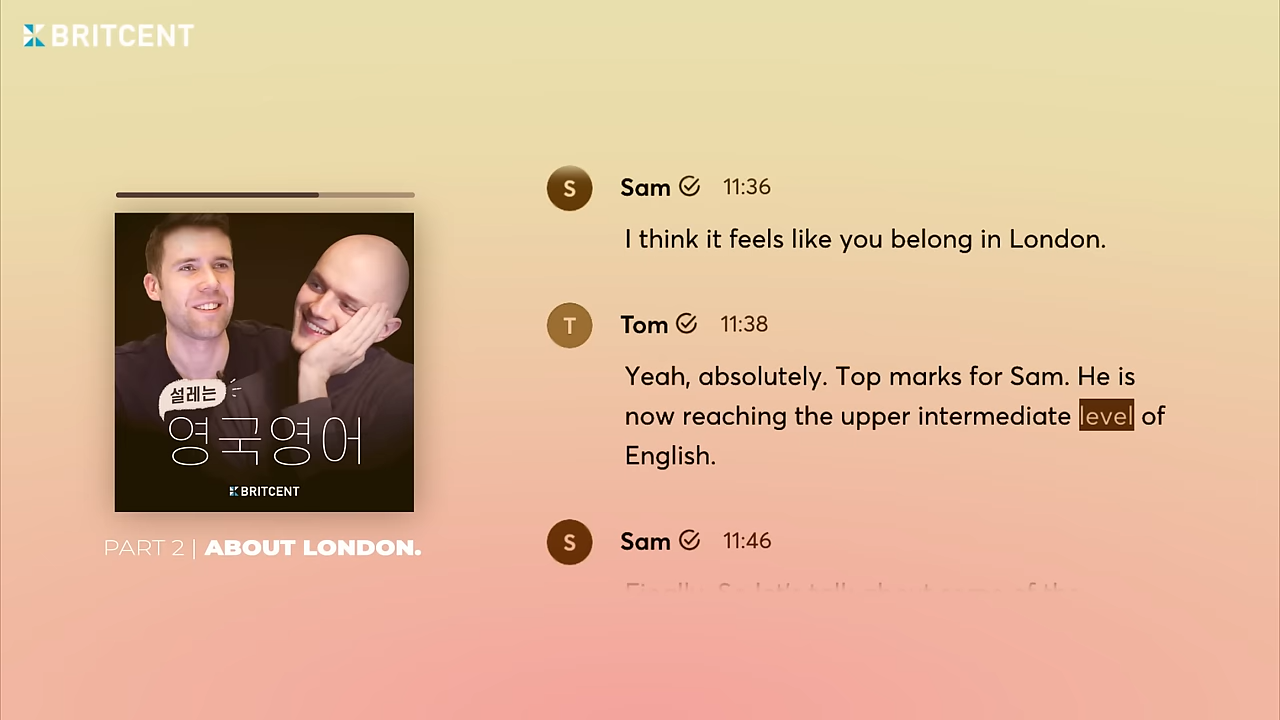 BRITCENT
S Sam 11:36
I think it feels like you belong in London.
T Tom 11:38
Yeah, absolutely. Top marks for Sam. He is
now reaching the upper intermediate level of
English.
S Sam 11:46
설레는
영국영어
BRITCENT
PART 2 | ABOUT LONDON.